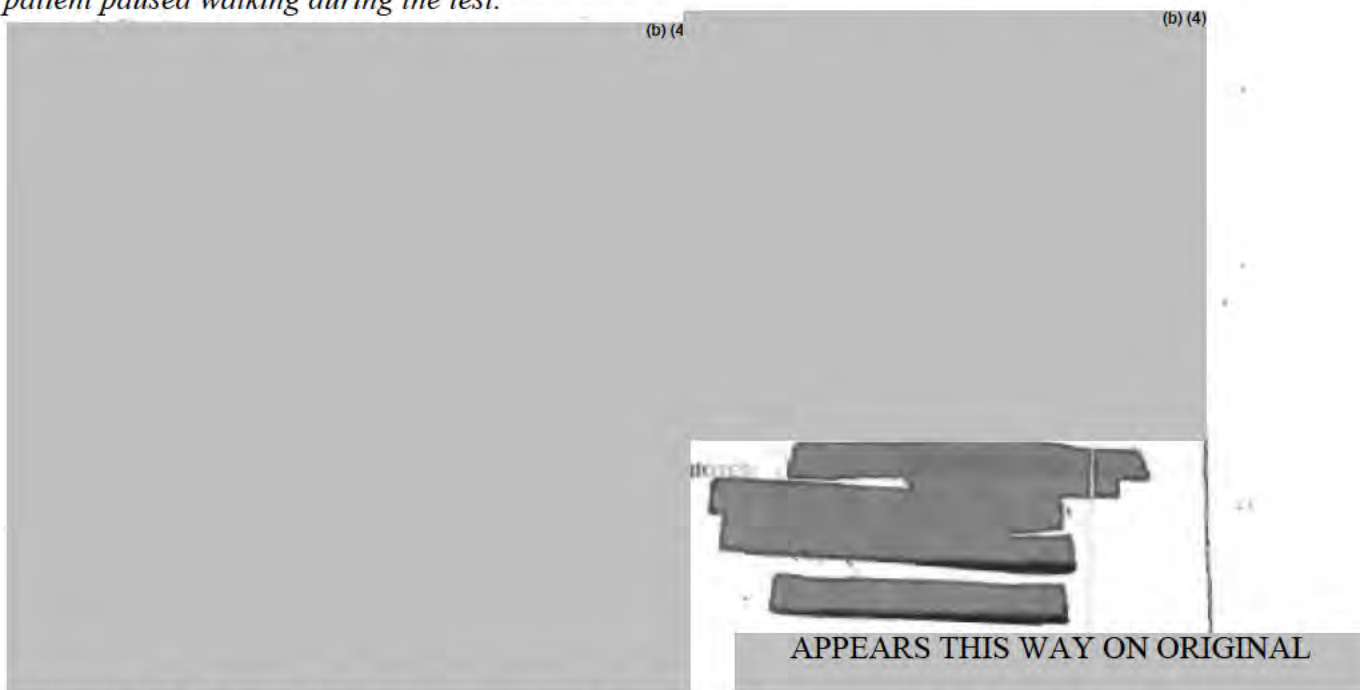 patient paused walking during the test.
(b) (4
(b) (4)
APPEARS THIS WAY ON ORIGINAL